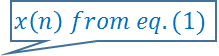 x(n) from eq.(1)